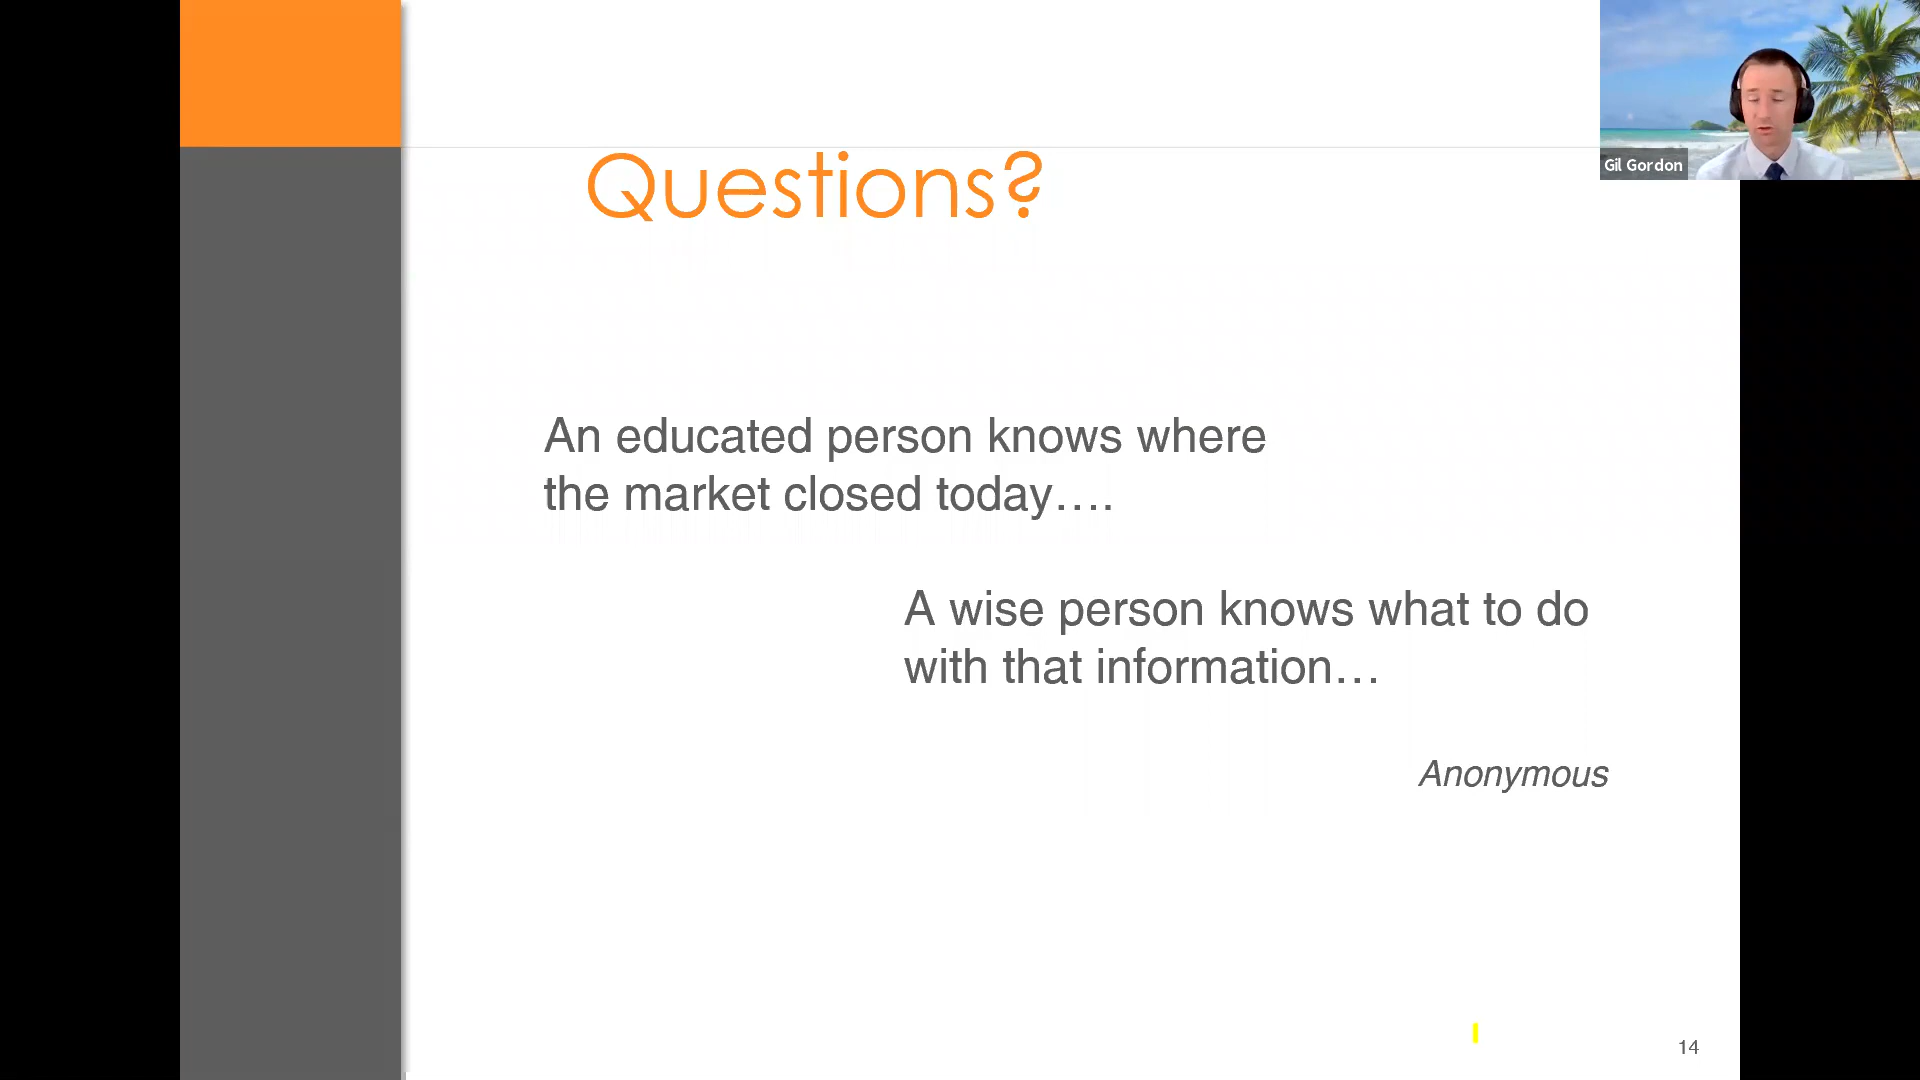 Gil Gordon
Questions?
An educated person knows where
the market closed today….
A wise person knows what to do
with that information…
Anonymous
14